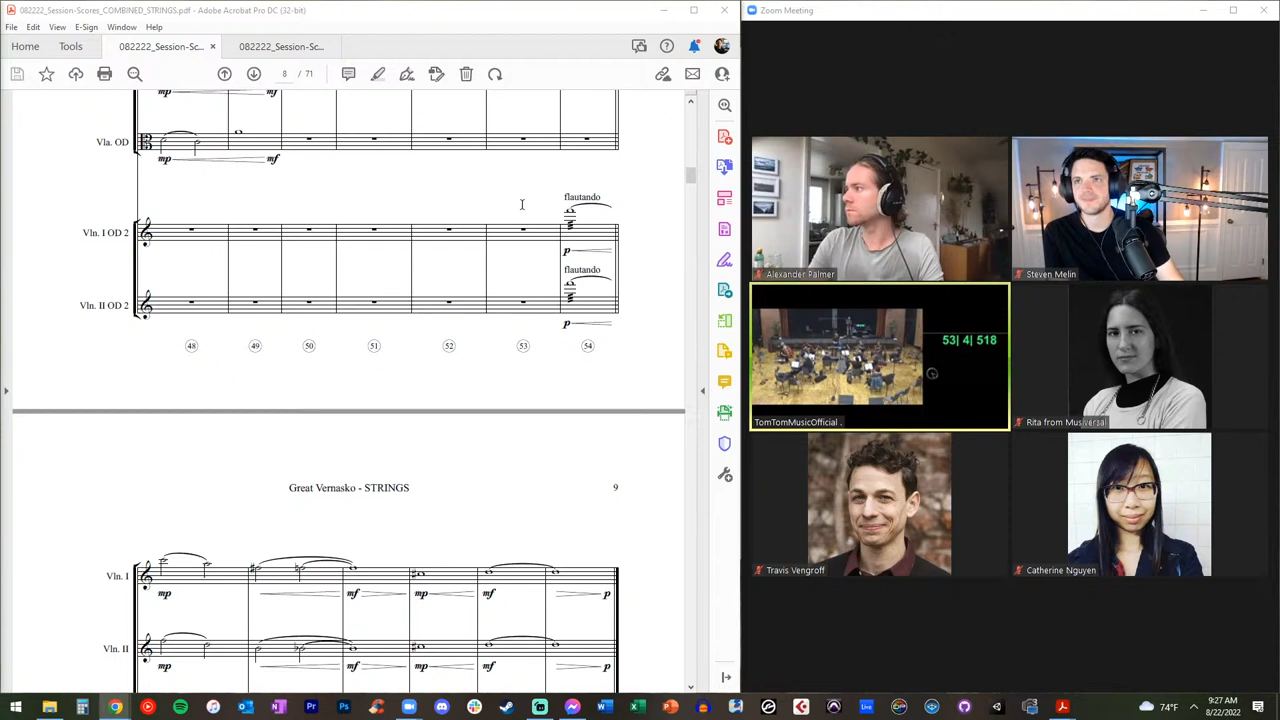 082222_Session-Scores_COMBINED_STRINGS.pdf - Adobe Acrobat Pro DC (32-bit)
File Edit View E-Sign Window Help
Home Tools 082222_Session-Sc... × 082222_Session-Sc...
8 / 71
mp mf
Vla. OD
mp mf
flautando
Vln. I OD 2
p
flautando
Vln. II OD 2
p
48 49 50 51 52 53 54
Great Vernasko - STRINGS 9
Vln. I
mp mf mp mf p
Vln. II
mp mf mp mf p
Zoom Meeting
Alexander Palmer
Steven Melin
53| 4| 518
TomTomMusicOfficial .
Rita from Musiversal
Travis Vengroff
Catherine Nguyen
74°F
9:27 AM
8/22/2022